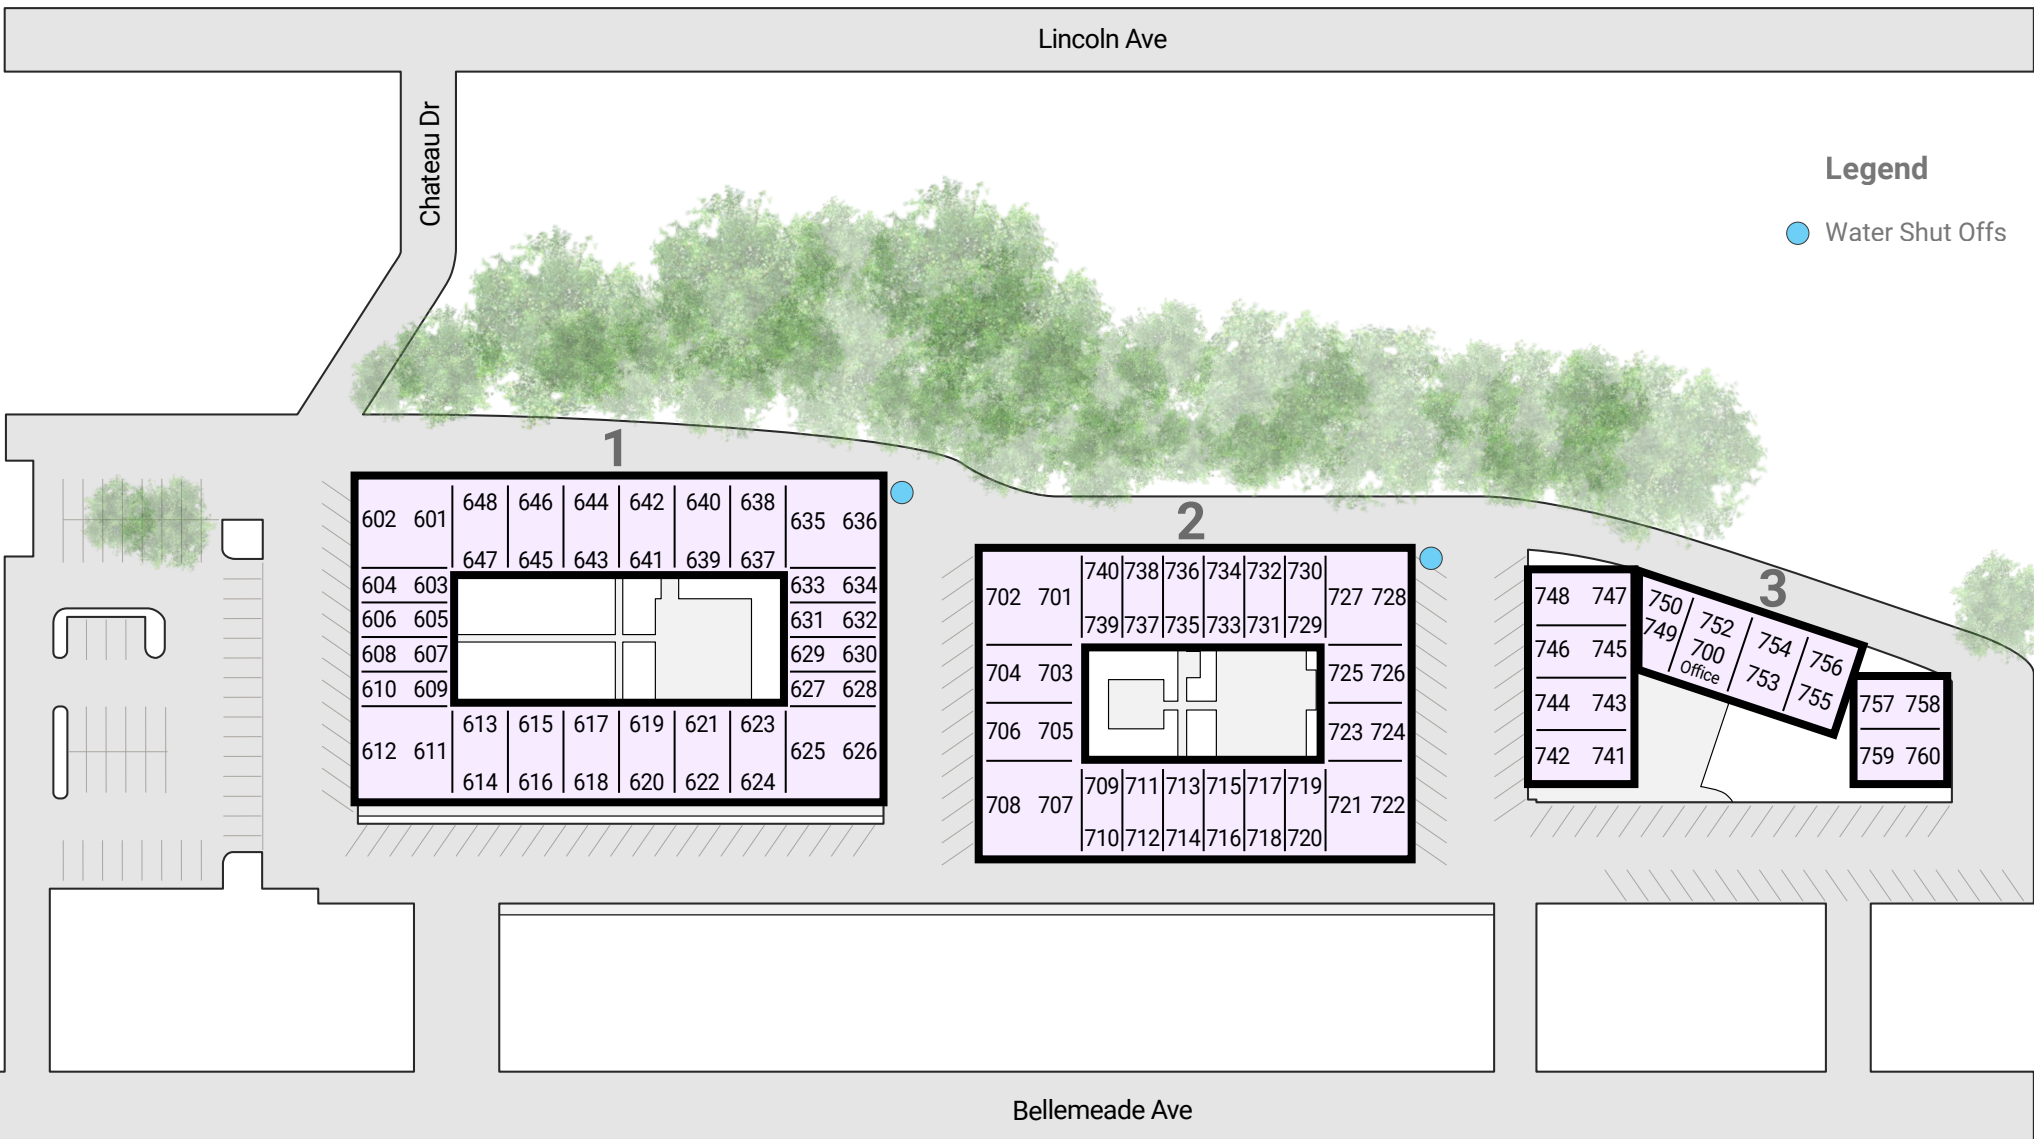 Lincoln Ave
Chateau Dr
Legend
Water Shut Offs
1
648 646 644 642 640 638
602 601 635 636
647 645 643 641 639 637
604 603 633 634
606 605 631 632
608 607 629 630
610 609 627 628
613 615 617 619 621 623
612 611 625 626
614 616 618 620 622 624
2
740 738 736 734 732 730
702 701 727 728
739 737 735 733 731 729
704 703 725 726
706 705 723 724
709 711 713 715 717 719
708 707 721 722
710 712 714 716 718 720
3
748 747
746 745
744 743
742 741
750
749
752
700
Office
754
753
756
755
757 758
759 760
Bellemeade Ave